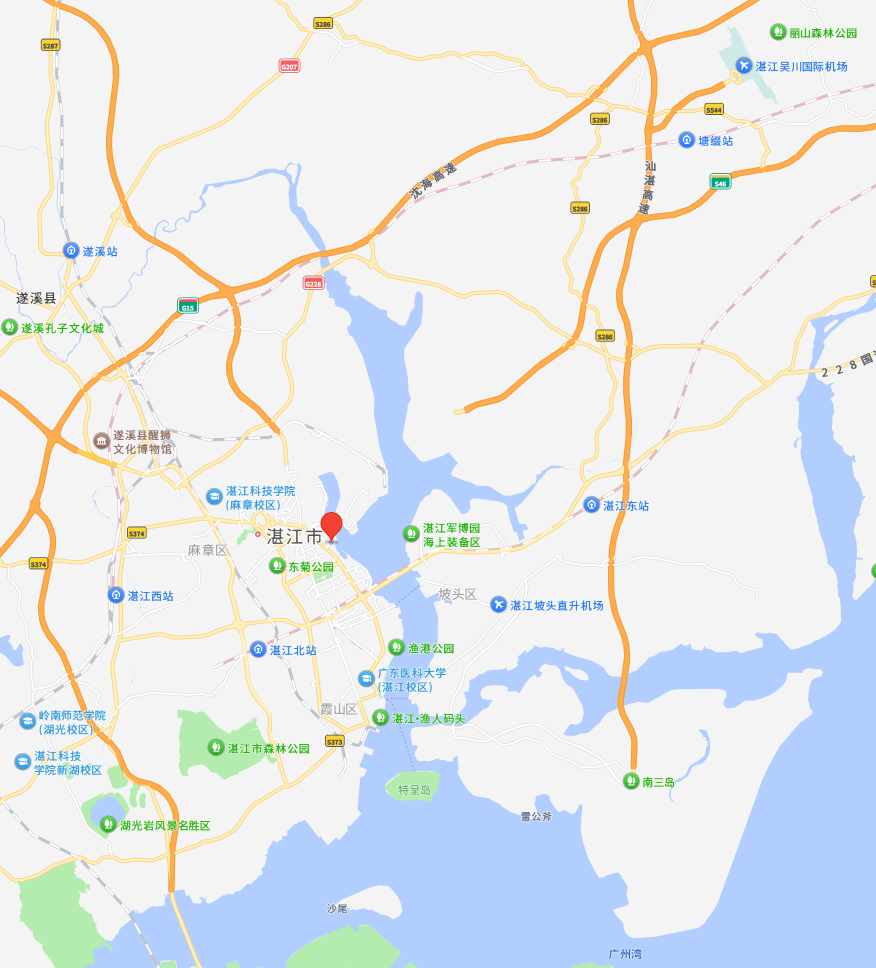 S286
丽山森林公园
S287
G207
湛江吴川国际机场
S544
S286
塘缀站
沈海高速
汕湛高速
S46
S286
遂溪站
G228
遂溪县
G15
遂溪孔子文化城
S286
228国
遂溪县醒狮
文化博物馆
湛江科技学院
(麻章校区)
湛江东站
湛江市
湛江军博园
海上装备区
S374
麻章区
S374
东菊公园
湛江西站
坡头区
湛江坡头直升机场
湛江北站
渔港公园
广东医科大学
(湛江校区)
霞山区
岭南师范学院
(湖光校区)
湛江·渔人码头
S373
湛江市森林公园
湛江科技
学院新湖校区
南三岛
特呈岛
湖光岩风景名胜区
雷公斧
沙尾
广州湾